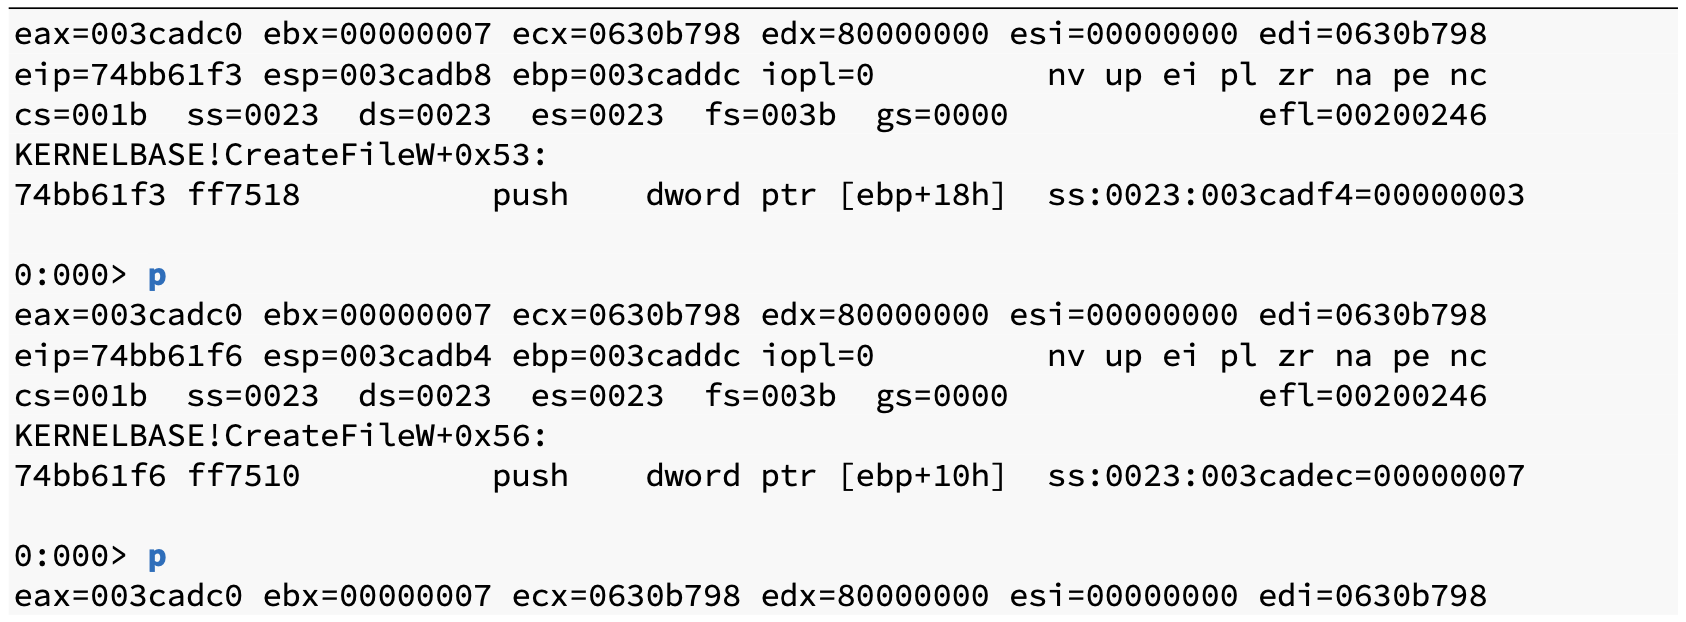 eax=003cadc0 ebx=00000007 ecx=0630b798 edx=80000000 esi=00000000 edi=0630b798
eip=74bb61f3 esp=003cadb8 ebp=003caddc iopl=0         nv up ei pl zr na pe nc
cs=001b  ss=0023  ds=0023  es=0023  fs=003b  gs=0000             efl=00200246
KERNELBASE!CreateFileW+0x53:
74bb61f3 ff7518          push    dword ptr [ebp+18h]  ss:0023:003cadf4=00000003
0:000> p
eax=003cadc0 ebx=00000007 ecx=0630b798 edx=80000000 esi=00000000 edi=0630b798
eip=74bb61f6 esp=003cadb4 ebp=003caddc iopl=0         nv up ei pl zr na pe nc
cs=001b  ss=0023  ds=0023  es=0023  fs=003b  gs=0000             efl=00200246
KERNELBASE!CreateFileW+0x56:
74bb61f6 ff7510          push    dword ptr [ebp+10h]  ss:0023:003cadec=00000007
0:000> p
eax=003cadc0 ebx=00000007 ecx=0630b798 edx=80000000 esi=00000000 edi=0630b798